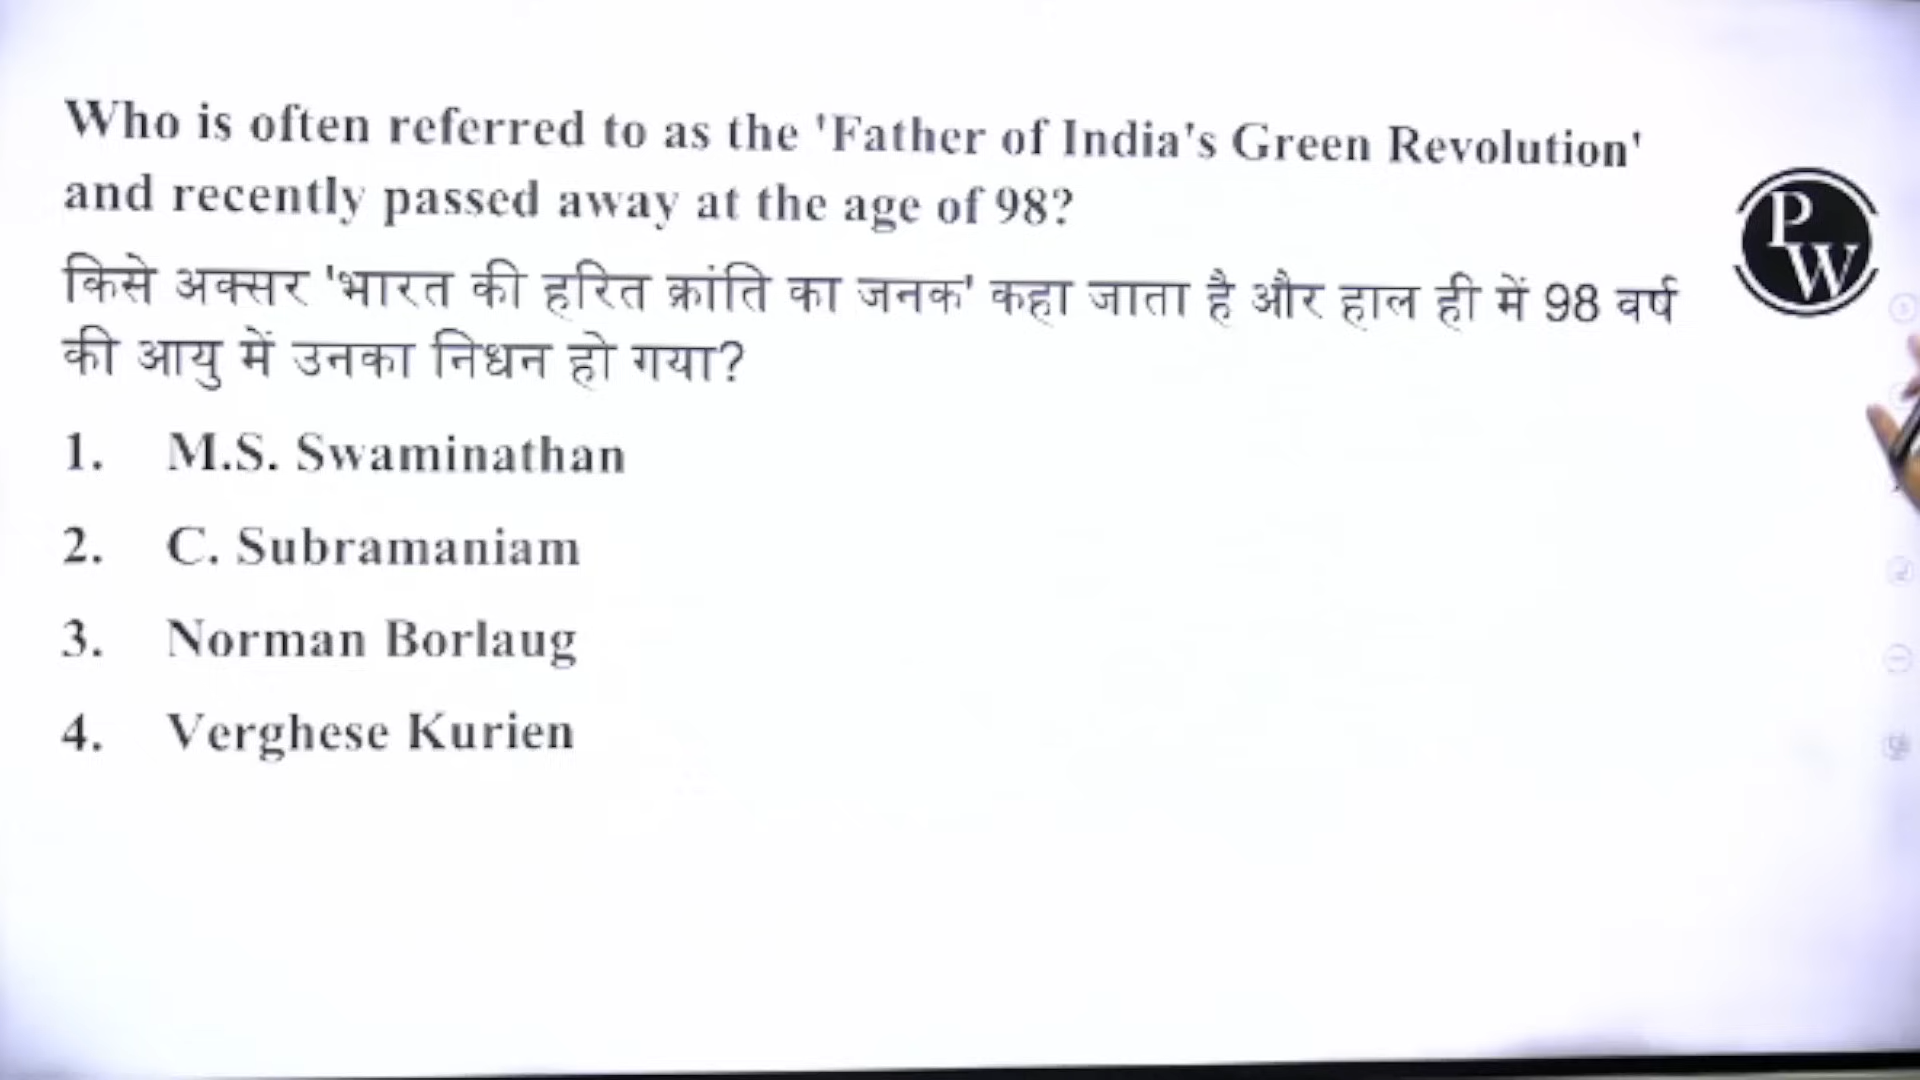 Who is often referred to as the 'Father of India's Green Revolution'
and recently passed away at the age of 98?
किसे अक्सर 'भारत की हरित क्रांति का जनक' कहा जाता है और हाल ही में 98 वर्ष
की आयु में उनका निधन हो गया?
1. M.S. Swaminathan
2. C. Subramaniam
3. Norman Borlaug
4. Verghese Kurien
PW